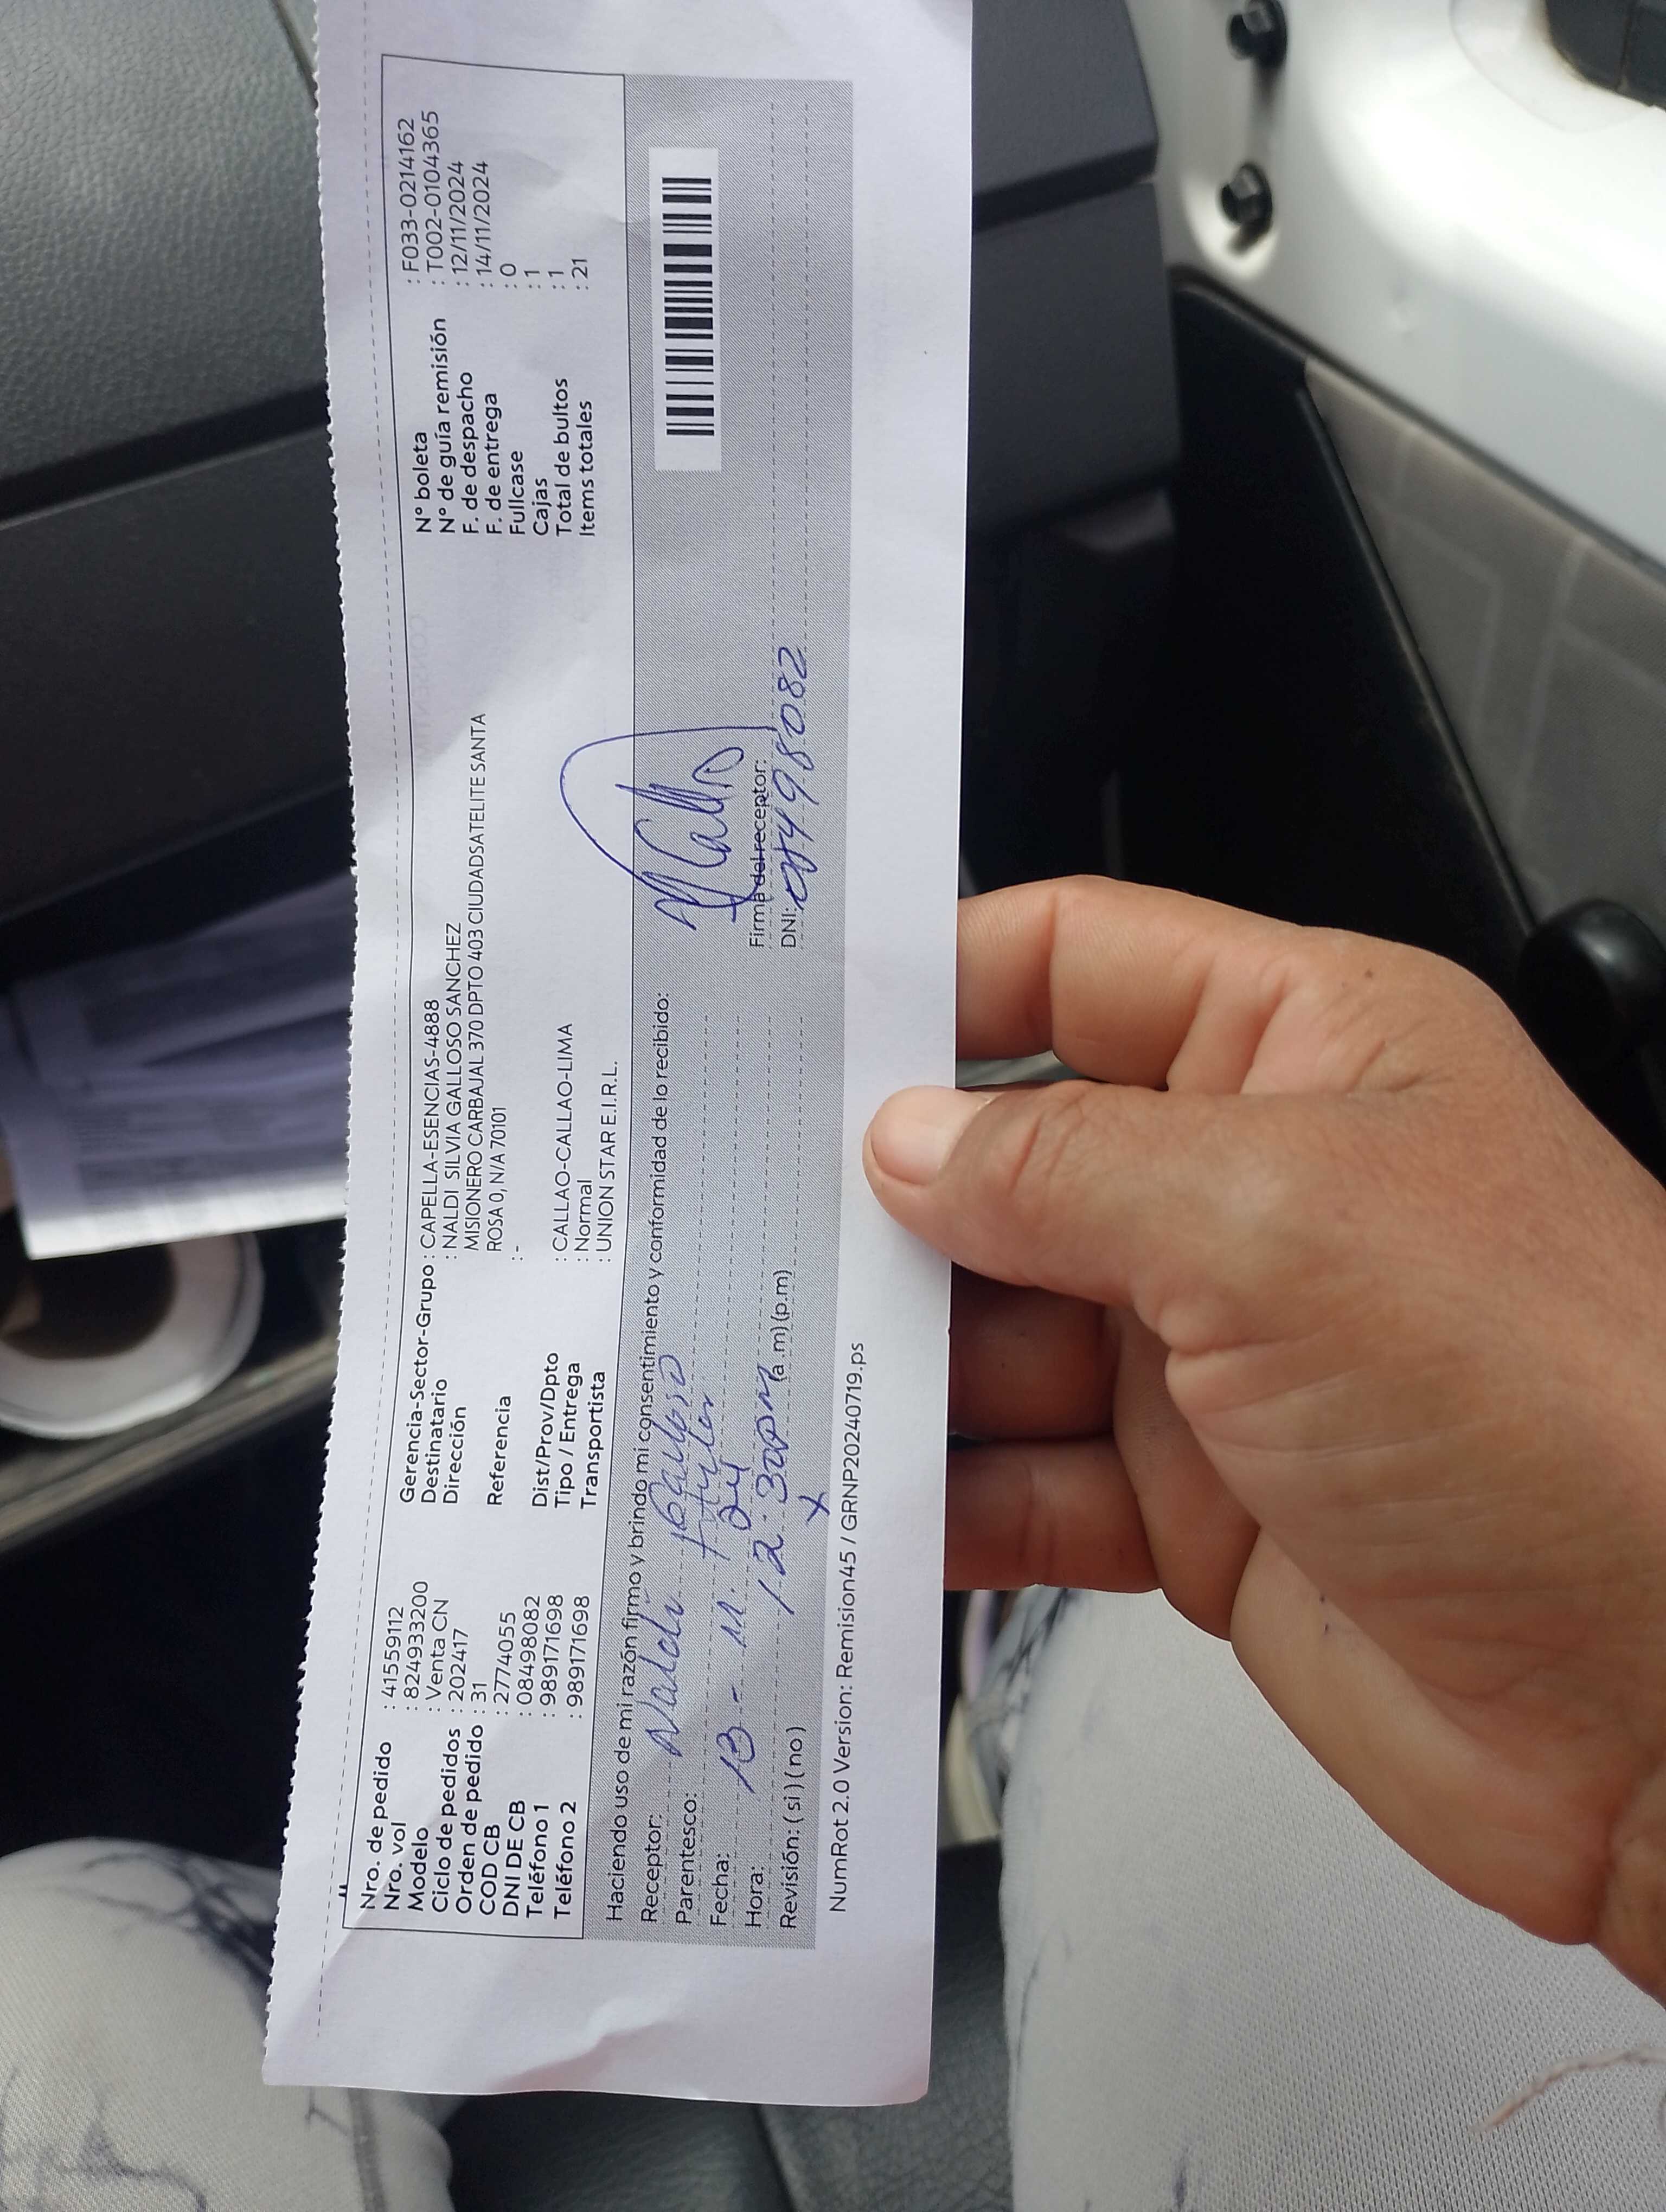 Nro. de pedido : 41559112
Nro. vol : 824933200
Modelo : Venta CN
Ciclo de pedidos : 202417
Orden de pedido : 31
COD CB : 27774055
DNI DE CB : 08498082
Teléfono 1 : 989171698
Teléfono 2 : 989171698
Gerencia-Sector-Grupo : CAPELLA-ESENCIAS-4888
Destinatario : NALDI SILVIA GALLOSO SANCHEZ
Dirección MISIONERO CARBAJAL 370 DPTO 403 CIUDADSATELITE SANTA
ROSA 0, N/A 70101
Referencia : -
Dist/Prov/Dpto : CALLAO-CALLAO-LIMA
Tipo / Entrega : Normal
Transportista : UNION STAR E.I.R.L.
N° boleta : F033-0214162
N° de guía remisión : T002-0104365
F. de despacho : 12/11/2024
F. de entrega : 14/11/2024
Fullcase : 0
Cajas : 1
Total de bultos : 1
Items totales : 21
Haciendo uso de mi razón firmo y brindo mi consentimiento y conformidad de lo recibido:
Receptor: Naldi Galloso
Parentesco: titular
Fecha: 13 - 11. 24
Hora: 12:30pm (a.m) (p.m)
Revisión: ( si ) ( no ) X
Firma del receptor:
DNI: 08498082
NumRot 2.0 Version: Remision45 / GRNP20240719.ps